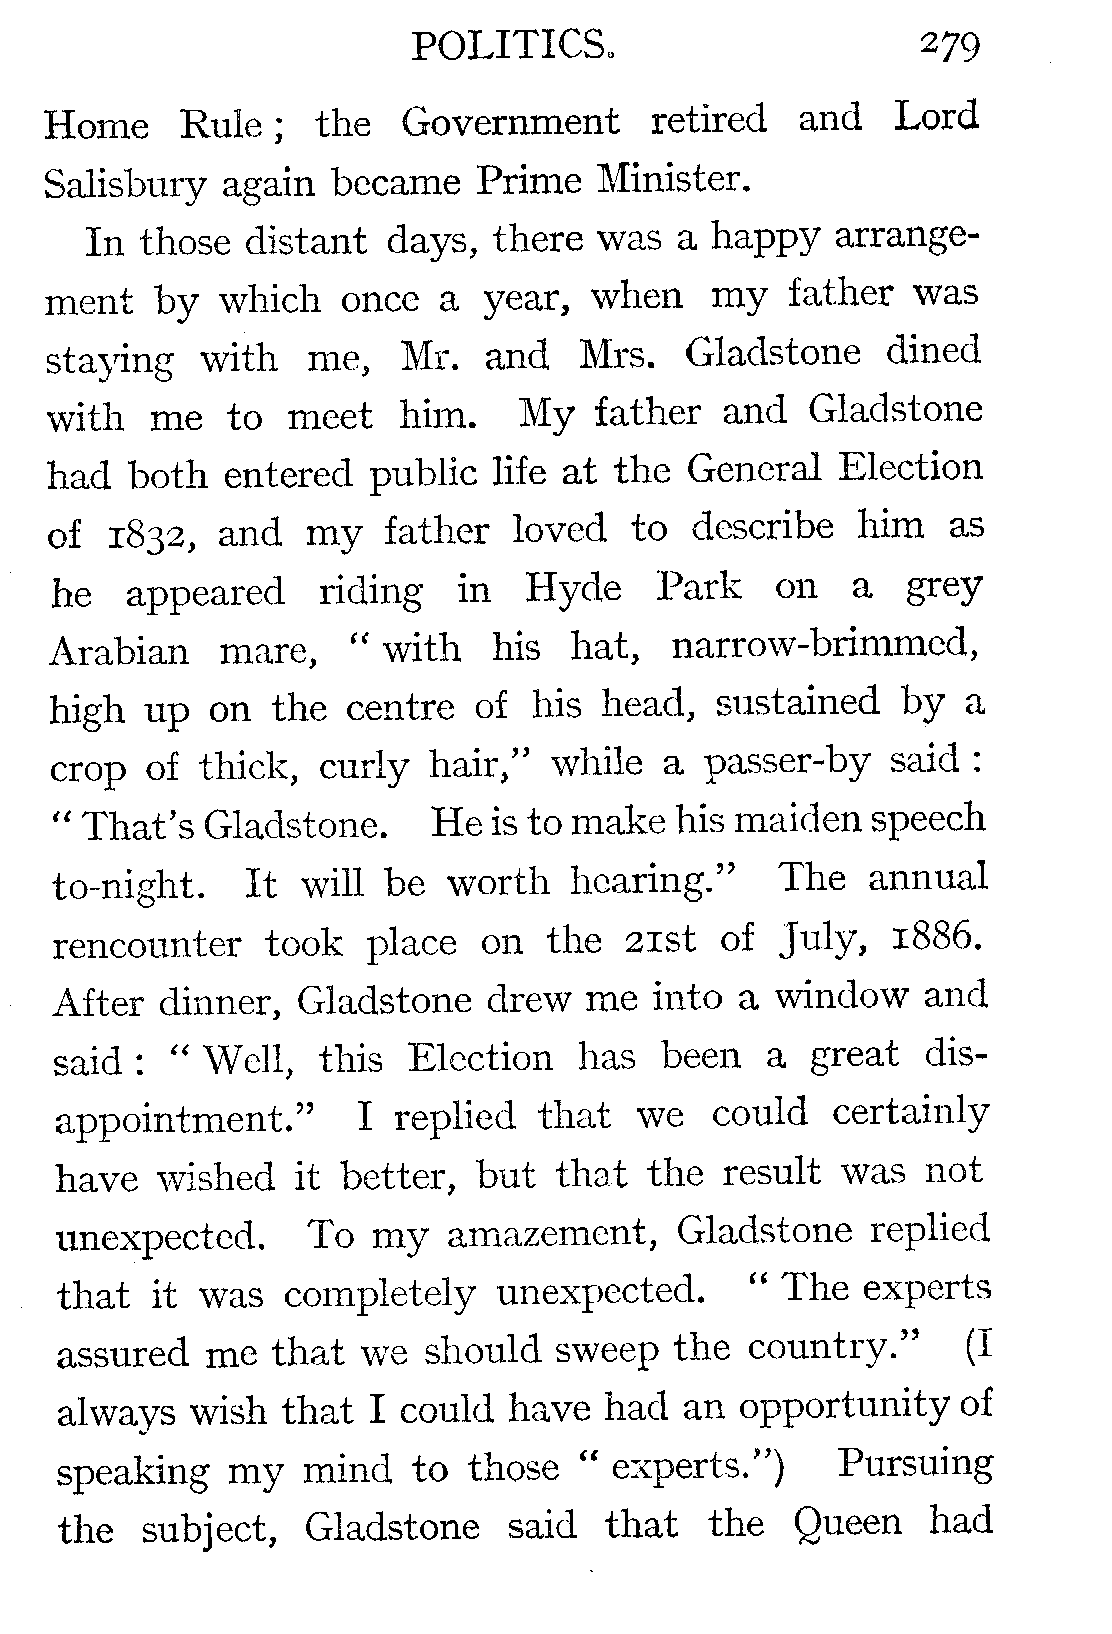 POLITICS. 279
Home Rule ; the Government retired and Lord
Salisbury again became Prime Minister.
In those distant days, there was a happy arrange-
ment by which once a year, when my father was
staying with me, Mr. and Mrs. Gladstone dined
with me to meet him. My father and Gladstone
had both entered public life at the General Election
of 1832, and my father loved to describe him as
he appeared riding in Hyde Park on a grey
Arabian mare, “ with his hat, narrow-brimmed,
high up on the centre of his head, sustained by a
crop of thick, curly hair,” while a passer-by said :
“ That’s Gladstone. He is to make his maiden speech
to-night. It will be worth hearing.” The annual
rencounter took place on the 21st of July, 1886.
After dinner, Gladstone drew me into a window and
said : “ Well, this Election has been a great dis-
appointment.” I replied that we could certainly
have wished it better, but that the result was not
unexpected. To my amazement, Gladstone replied
that it was completely unexpected. “ The experts
assured me that we should sweep the country.” (I
always wish that I could have had an opportunity of
speaking my mind to those “ experts.”) Pursuing
the subject, Gladstone said that the Queen had